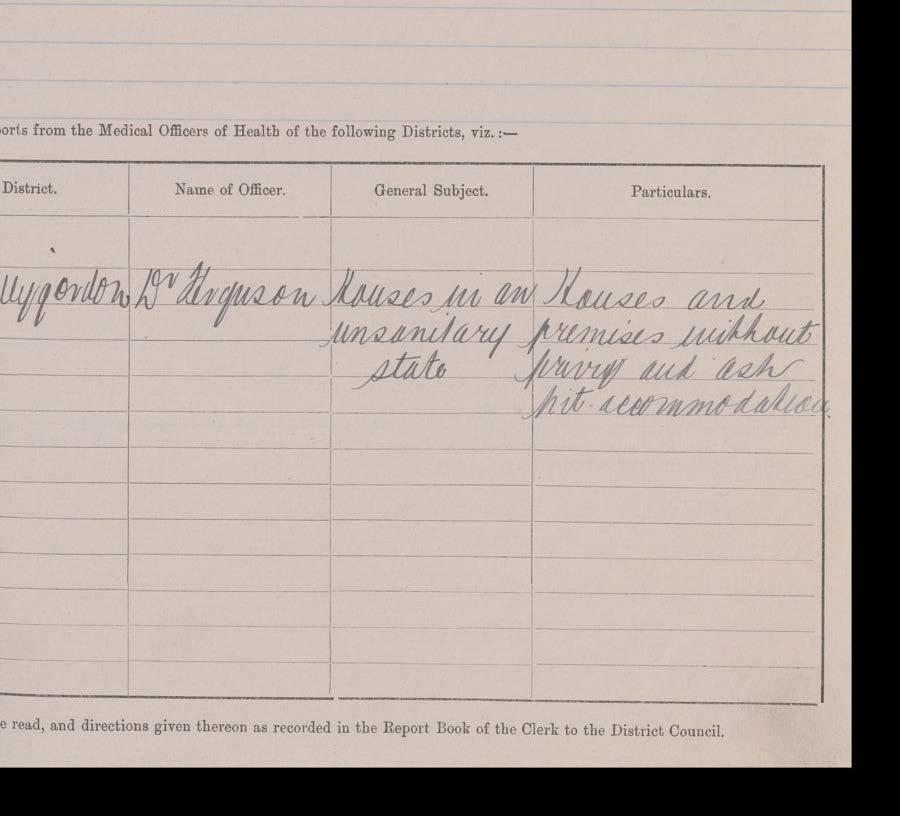 orts from the Medical Officers of Health of the following Districts, viz.:—
District. Name of Officer. General Subject. Particulars.
llygordon Dr Ferguson Houses in an Houses and
unsanitary premises without
state privy and ash
pit accommodation.
e read, and directions given thereon as recorded in the Report Book of the Clerk to the District Council.